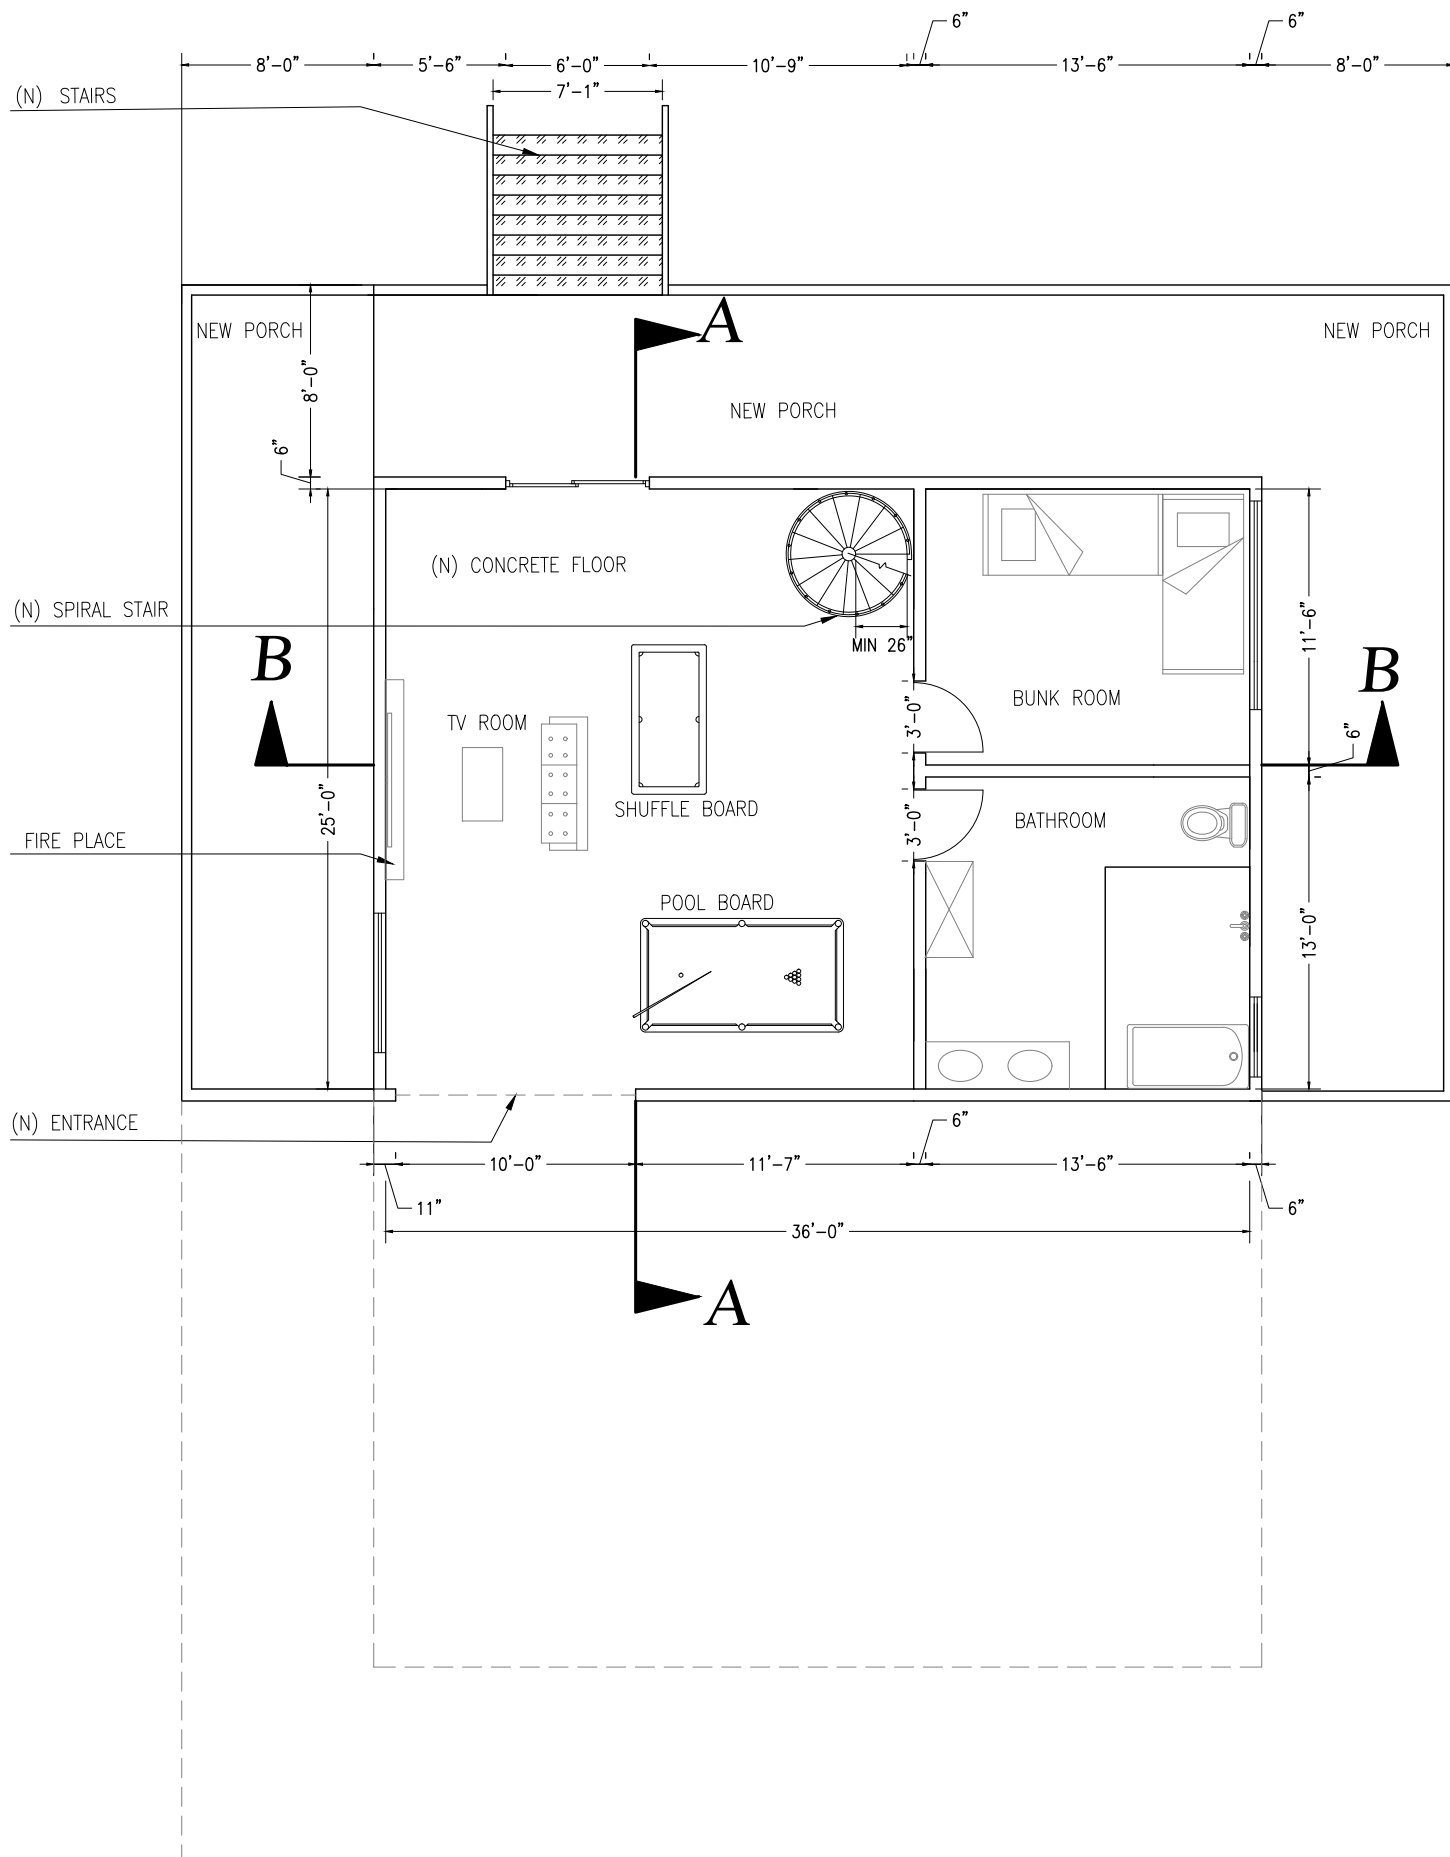 6”
6”
8’-0”
5’-6”
6’-0”
10’-9”
13’-6”
8’-0”
7’-1”
(N) STAIRS
A
NEW PORCH
NEW PORCH
8’-0”
NEW PORCH
6”
(N) CONCRETE FLOOR
(N) SPIRAL STAIR
MIN 26”
11’-6”
B
B
BUNK ROOM
TV ROOM
3’-0”
6”
SHUFFLE BOARD
25’-0”
3’-0”
BATHROOM
FIRE PLACE
POOL BOARD
13’-0”
(N) ENTRANCE
6”
10’-0”
11’-7”
13’-6”
11”
6”
36’-0”
A